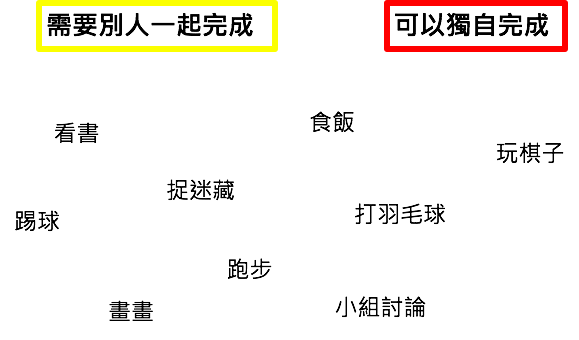 需要別人一起完成
可以獨自完成
食飯
看書
玩棋子
捉迷藏
打羽毛球
踢球
跑步
小組討論
畫畫